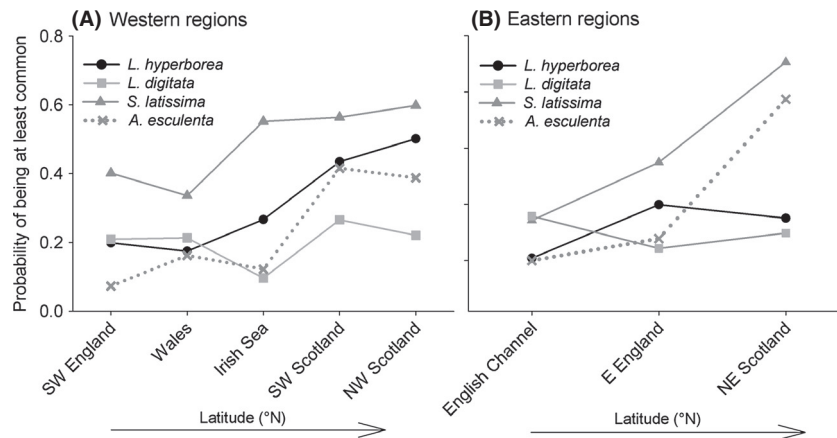 (A) Western regions
L. hyperborea
L. digitata
S. latissima
A. esculenta
Probability of being at least common
0.8
0.6
0.4
0.2
0.0
SW England
Wales
Irish Sea
SW Scotland
NW Scotland
Latitude (°N)
(B) Eastern regions
L. hyperborea
L. digitata
S. latissima
A. esculenta
English Channel
E England
NE Scotland
Latitude (°N)